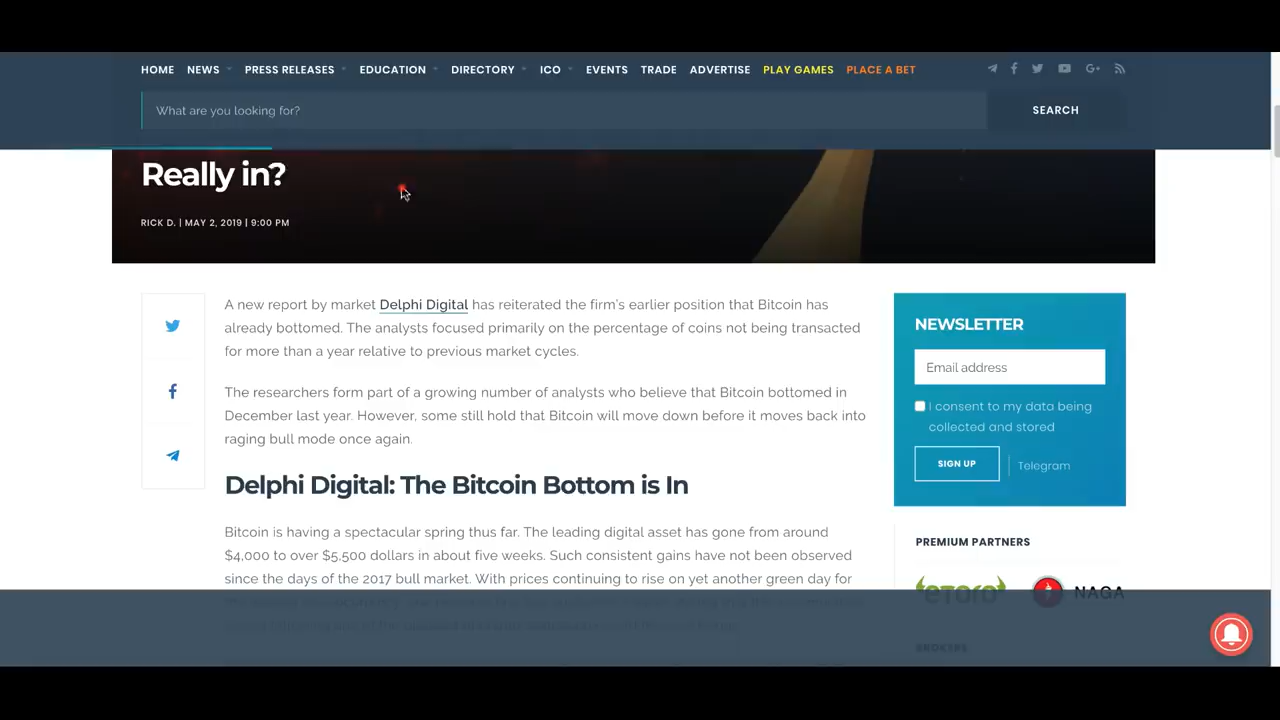 HOME NEWS PRESS RELEASES EDUCATION DIRECTORY ICO EVENTS TRADE ADVERTISE PLAY GAMES PLACE A BET
What are you looking for?
SEARCH
Really in?
RICK D. | MAY 2, 2019 | 9:00 PM
A new report by market Delphi Digital has reiterated the firm's earlier position that Bitcoin has
already bottomed. The analysts focused primarily on the percentage of coins not being transacted
for more than a year relative to previous market cycles.
The researchers form part of a growing number of analysts who believe that Bitcoin bottomed in
December last year. However, some still hold that Bitcoin will move down before it moves back into
raging bull mode once again.
Delphi Digital: The Bitcoin Bottom is In
Bitcoin is having a spectacular spring thus far. The leading digital asset has gone from around
$4,000 to over $5,500 dollars in about five weeks. Such consistent gains have not been observed
since the days of the 2017 bull market. With prices continuing to rise on yet another green day for
NEWSLETTER
Email address
I consent to my data being
collected and stored
SIGN UP
Telegram
PREMIUM PARTNERS
eToro
NAGA
BROKERS